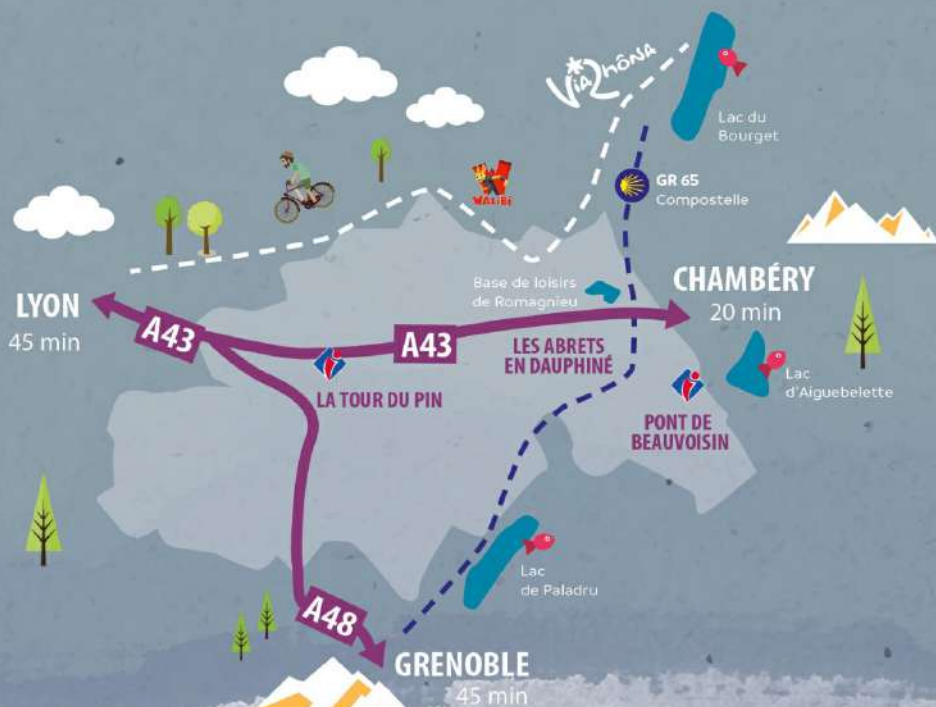 ViaRhôna
Lac du
Bourget
GR 65
Compostelle
WALIBI
Base de loisirs
de Romagnieu
CHAMBÉRY
20 min
LYON
45 min
A43
A43
LES ABRETS
EN DAUPHINÉ
LA TOUR DU PIN
PONT DE
BEAUVOISIN
Lac
d'Aiguebelette
Lac
de Paladru
A48
GRENOBLE
45 min